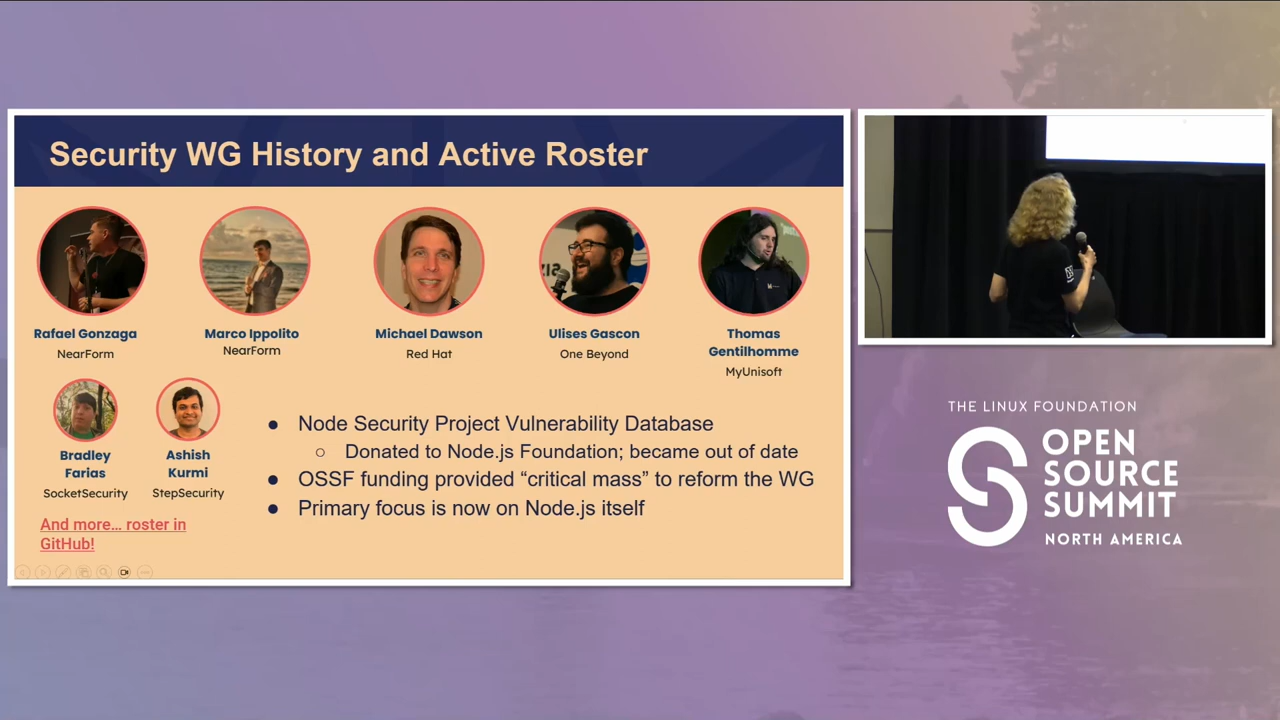 Security WG History and Active Roster
Rafael Gonzaga
NearForm
Marco Ippolito
NearForm
Michael Dawson
Red Hat
Ulises Gascon
One Beyond
Thomas
Gentilhomme
MyUnisoft
Bradley
Farias
SocketSecurity
Ashish
Kurmi
StepSecurity
And more... roster in
GitHub!
● Node Security Project Vulnerability Database
○ Donated to Node.js Foundation; became out of date
● OSSF funding provided “critical mass” to reform the WG
● Primary focus is now on Node.js itself
THE LINUX FOUNDATION
OPEN
SOURCE
SUMMIT
NORTH AMERICA